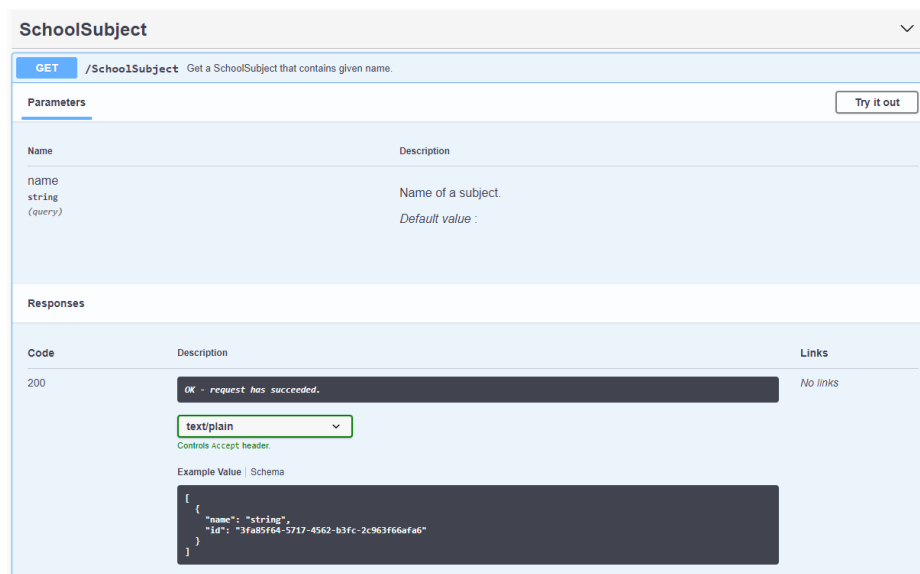 SchoolSubject
GET /SchoolSubject Get a SchoolSubject that contains given name.
Parameters Try it out
Name Description
name
string
(query)
Name of a subject.
Default value :
Responses
Code Description Links
200 OK - request has succeeded. No links
text/plain
Controls Accept header.
Example Value | Schema
[
{
"name": "string",
"id": "3fa85f64-5717-4562-b3fc-2c963f66afa6"
}
]